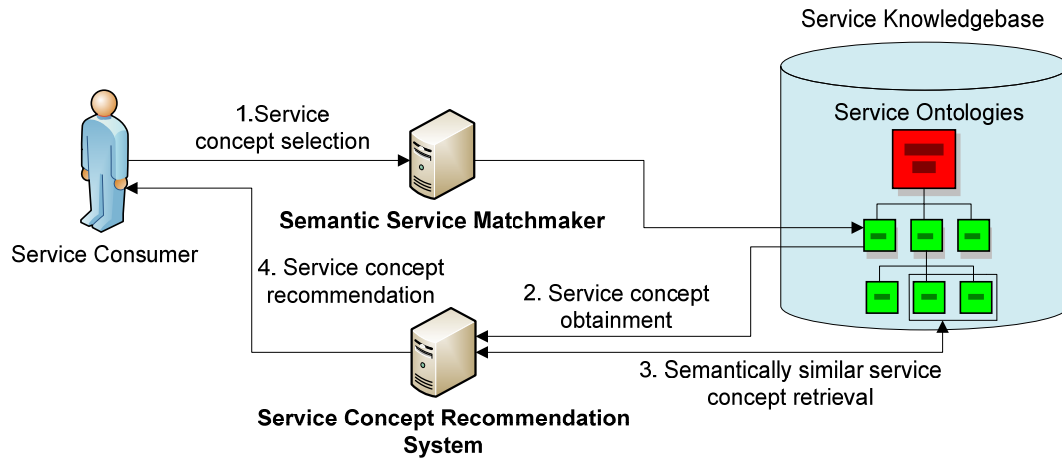 Service Knowledgebase
Service Ontologies
1.Service
concept selection
Semantic Service Matchmaker
Service Consumer
4. Service concept
recommendation
2. Service concept
obtainment
3. Semantically similar service
concept retrieval
Service Concept Recommendation
System